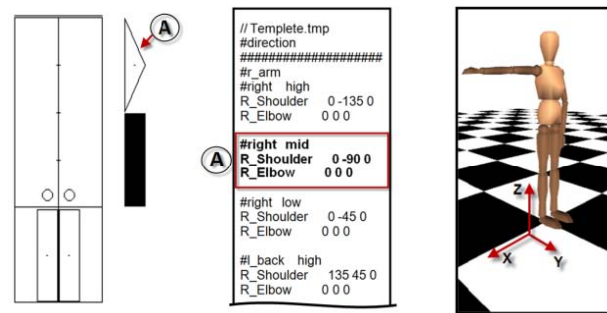 A
// Templete.tmp
#direction
####################
#r_arm
#right high
R_Shoulder 0 -135 0
R_Elbow 0 0 0
A
#right mid
R_Shoulder 0 -90 0
R_Elbow 0 0 0
#right low
R_Shoulder 0 -45 0
R_Elbow 0 0 0
#l_back high
R_Shoulder 135 45 0
R_Elbow 0 0 0
Z
X
Y